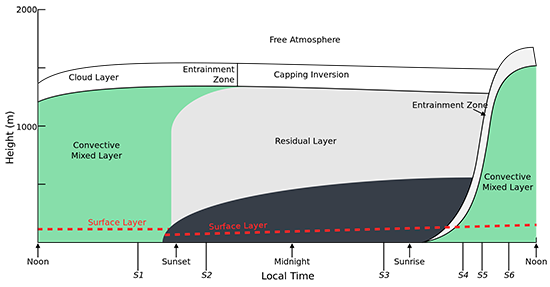 2000
Free Atmosphere
Cloud Layer
Entrainment
Zone
Capping Inversion
Entrainment Zone
1000
Height (m)
Convective
Mixed Layer
Residual Layer
Convective
Mixed Layer
Surface Layer
Surface Layer
Noon
S1
Sunset
S2
Midnight
S3
Sunrise
S4
S5
S6
Noon
Local Time